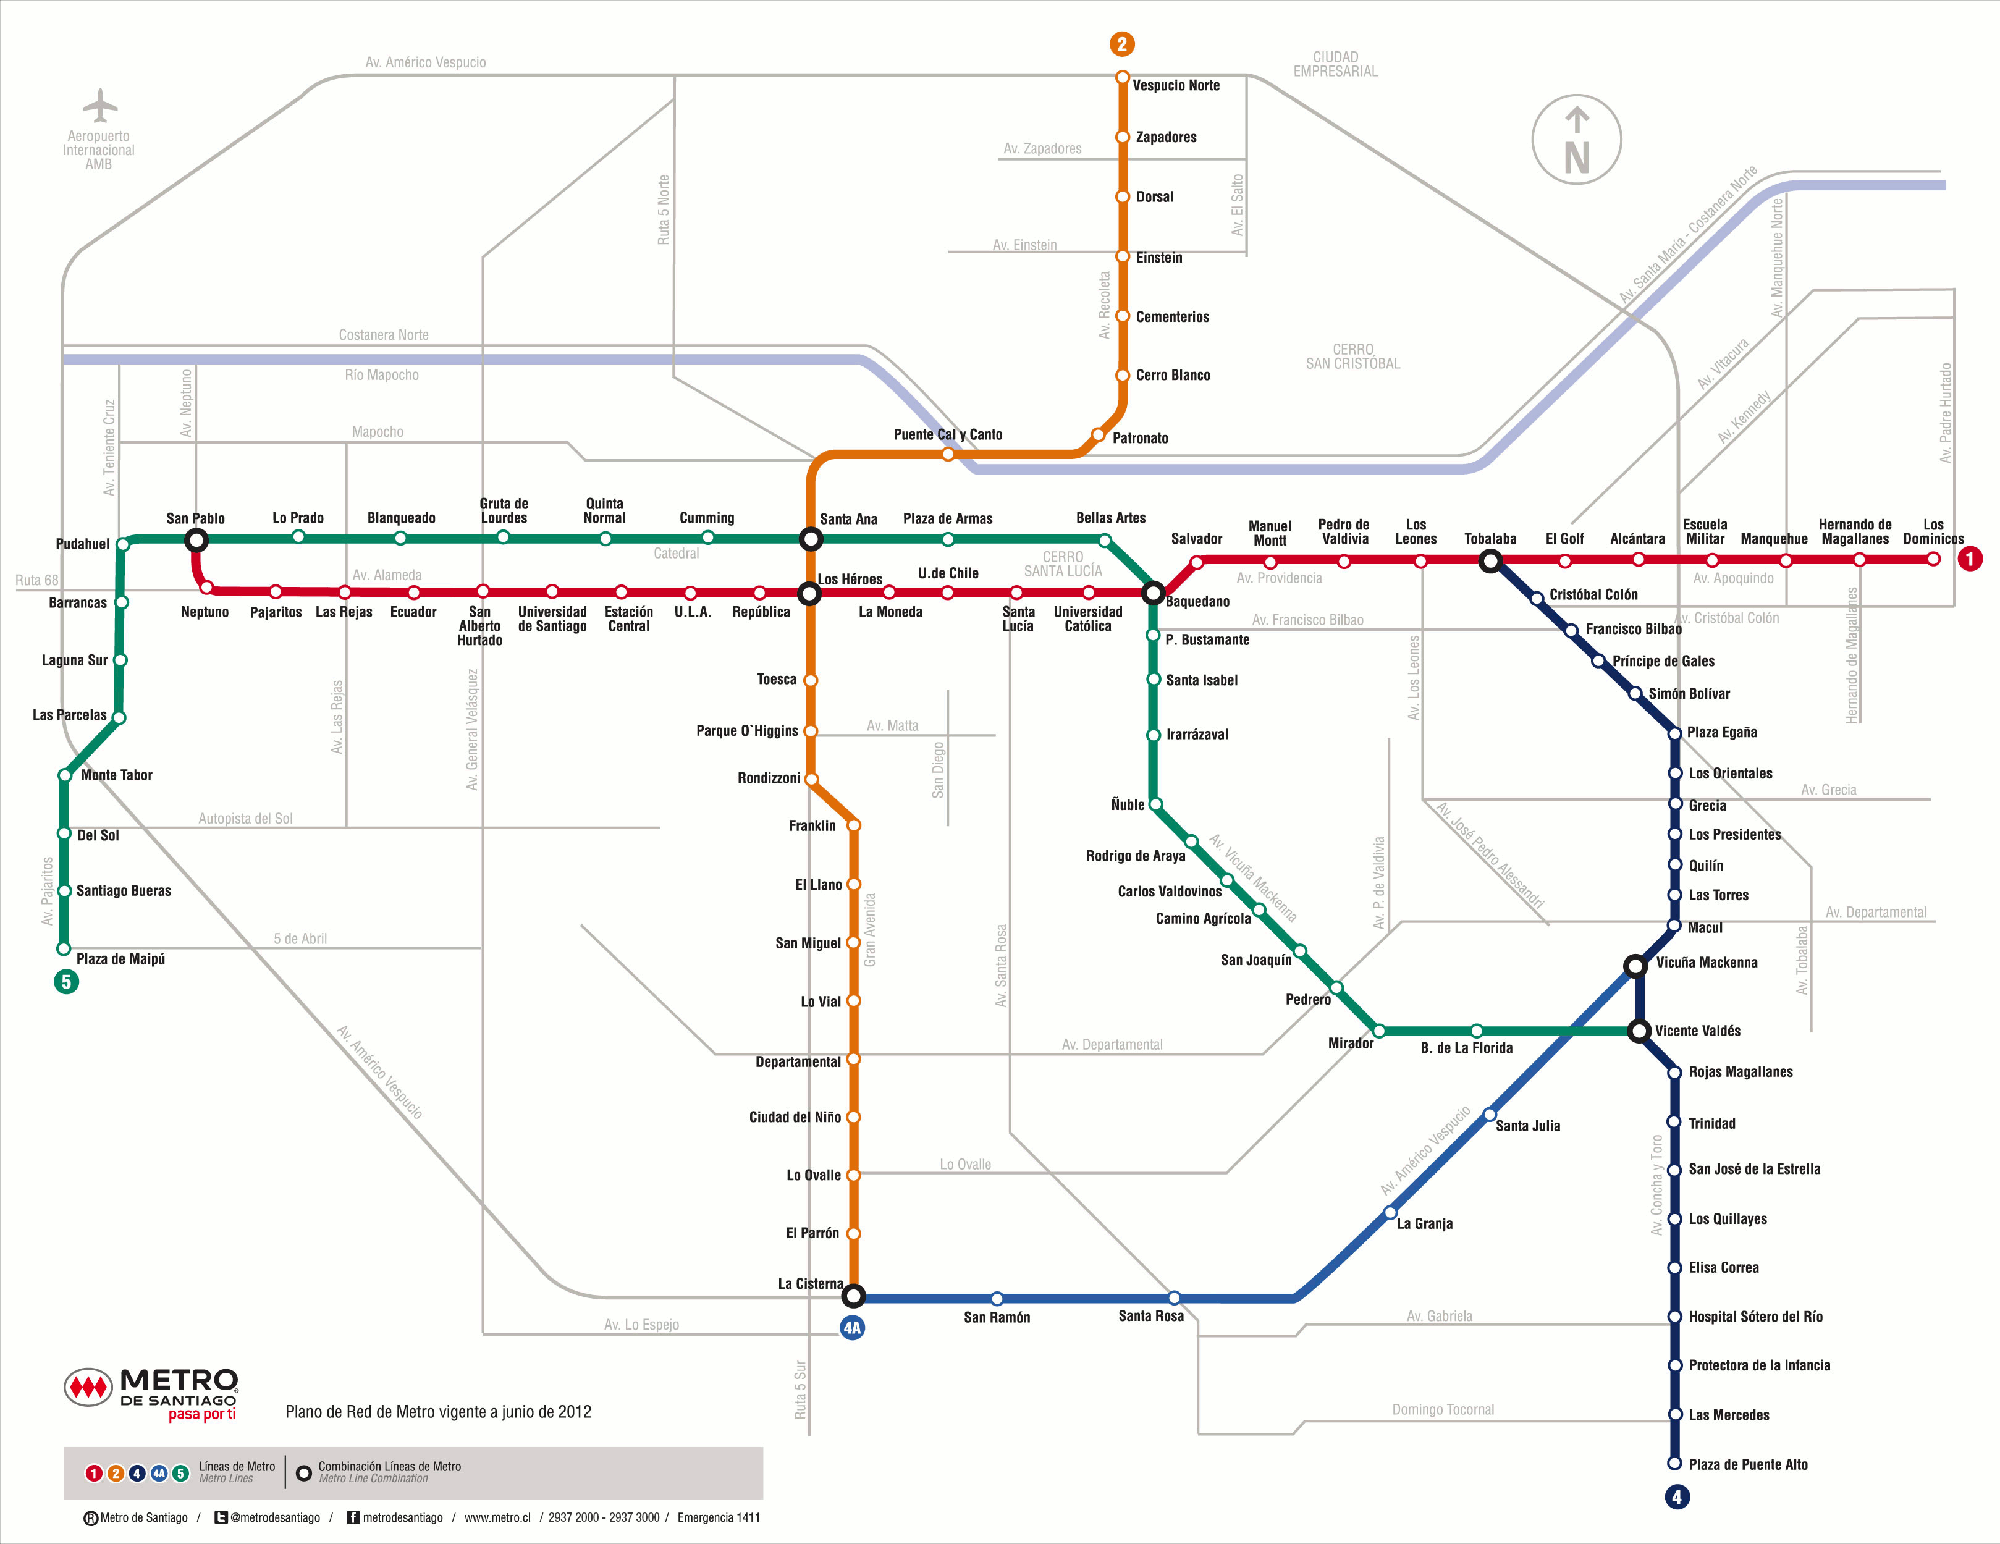 2
Av. Américo Vespucio
CIUDAD
EMPRESARIAL
Vespucio Norte
Aeropuerto
Internacional
AMB
Zapadores
Av. Zapadores
N
Ruta 5 Norte
Dorsal
Av. El Salto
Av. Santa María - Costanera Norte
Av. Manquehue Norte
Av. Einstein
Einstein
Av. Recoleta
Cementerios
Costanera Norte
CERRO
SAN CRISTÓBAL
Río Mapocho
Cerro Blanco
Av. Vitacura
Av. Kennedy
Av. Padre Hurtado
Av. Teniente Cruz
Av. Neptuno
Mapocho
Puente Cal y Canto
Patronato
San Pablo
Lo Prado
Blanqueado
Gruta de
Lourdes
Quinta
Normal
Cumming
Santa Ana
Plaza de Armas
Bellas Artes
Salvador
Manuel
Montt
Pedro de
Valdivia
Los
Leones
Tobalaba
El Golf
Alcántara
Escuela
Militar
Manquehue
Hernando de
Magallanes
Los
Dominicos
1
Pudahuel
Catedral
CERRO
SANTA LUCÍA
Ruta 68
Av. Alameda
Los Héroes
U.de Chile
Av. Providencia
Av. Apoquindo
Barrancas
Neptuno
Pajaritos
Las Rejas
Ecuador
San
Alberto
Hurtado
Universidad
de Santiago
Estación
Central
U.L.A.
República
La Moneda
Santa
Lucía
Universidad
Católica
Baquedano
Cristóbal Colón
Av. Francisco Bilbao
Francisco Bilbao
Av. Cristóbal Colón
P. Bustamante
Laguna Sur
Príncipe de Gales
Hernando de Magallanes
Av. Los Leones
Toesca
Santa Isabel
Simón Bolívar
Las Parcelas
Av. Las Rejas
Av. General Velásquez
Parque O`Higgins
Av. Matta
San Diego
Irarrázaval
Plaza Egaña
Monte Tabor
Rondizzoni
Los Orientales
Av. Grecia
Ñuble
Grecia
Autopista del Sol
Franklin
Av. Vicuña Mackenna
Av. José Pedro Alessandri
Del Sol
Los Presidentes
Rodrigo de Araya
Av. P. de Valdivia
Quilín
Av. Pajaritos
Santiago Bueras
El Llano
Carlos Valdovinos
Las Torres
Camino Agrícola
Av. Departamental
Macul
5 de Abril
San Miguel
Gran Avenida
Plaza de Maipú
5
San Joaquín
Vicuña Mackenna
Av. Santa Rosa
Av. Tobalaba
Lo Vial
Pedrero
Vicente Valdés
Mirador
B. de La Florida
Av. Américo Vespucio
Departamental
Av. Departamental
Rojas Magallanes
Ciudad del Niño
Santa Julia
Trinidad
Av. Américo Vespucio
Lo Ovalle
Lo Ovalle
San José de la Estrella
Av. Concha y Toro
El Parrón
La Granja
Los Quillayes
La Cisterna
Elisa Correa
4A
San Ramón
Santa Rosa
Av. Gabriela
Hospital Sótero del Río
Av. Lo Espejo
Ruta 5 Sur
Protectora de la Infancia
Domingo Tocornal
Las Mercedes
Plaza de Puente Alto
4
METRO
DE SANTIAGO
pasa por ti
Plano de Red de Metro vigente a junio de 2012
1 2 4 4A 5
Líneas de Metro
Metro Lines
Combinación Líneas de Metro
Metro Line Combination
® Metro de Santiago / @metrodesantiago / metrodesantiago / www.metro.cl / 2937 2000 - 2937 3000 / Emergencia 1411